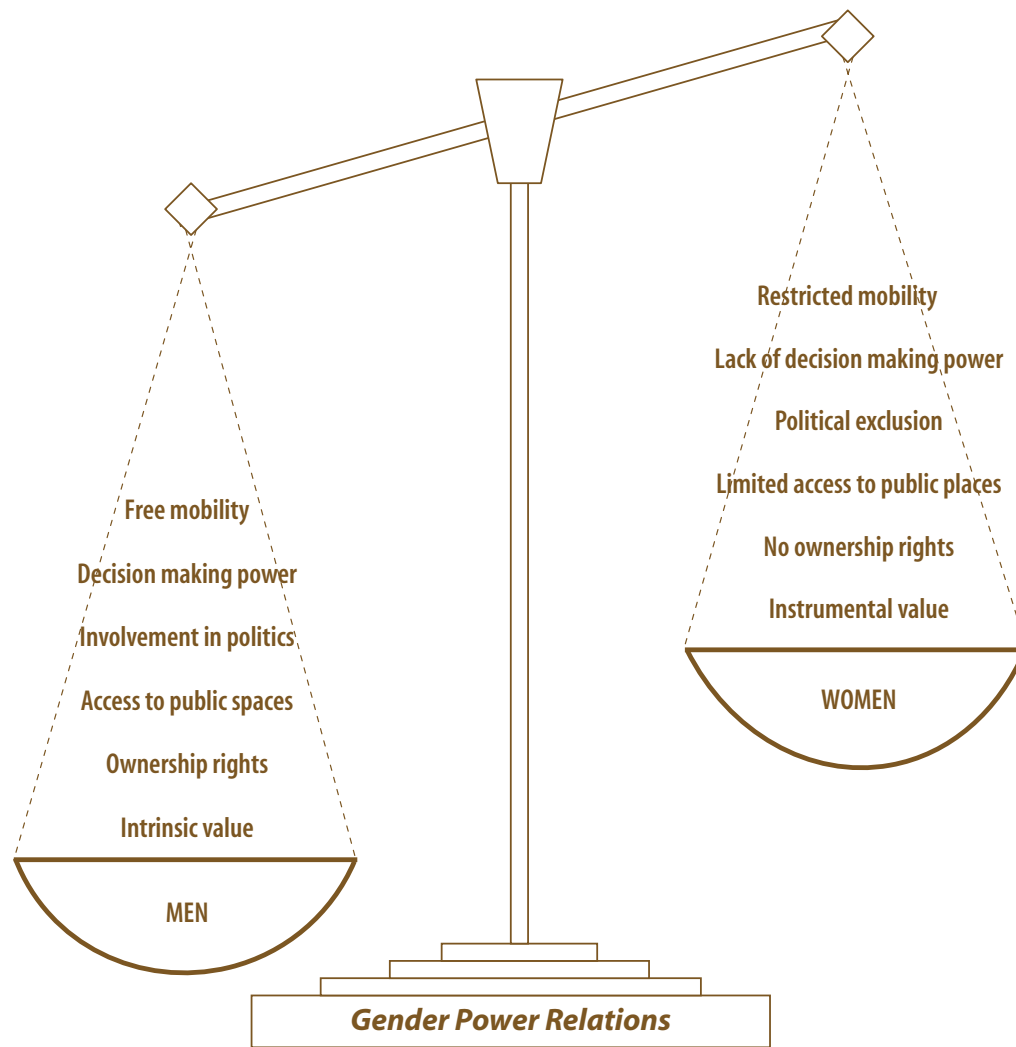 Restricted mobility
Lack of decision making power
Political exclusion
Limited access to public places
No ownership rights
Instrumental value
WOMEN
Free mobility
Decision making power
Involvement in politics
Access to public spaces
Ownership rights
Intrinsic value
MEN
Gender Power Relations